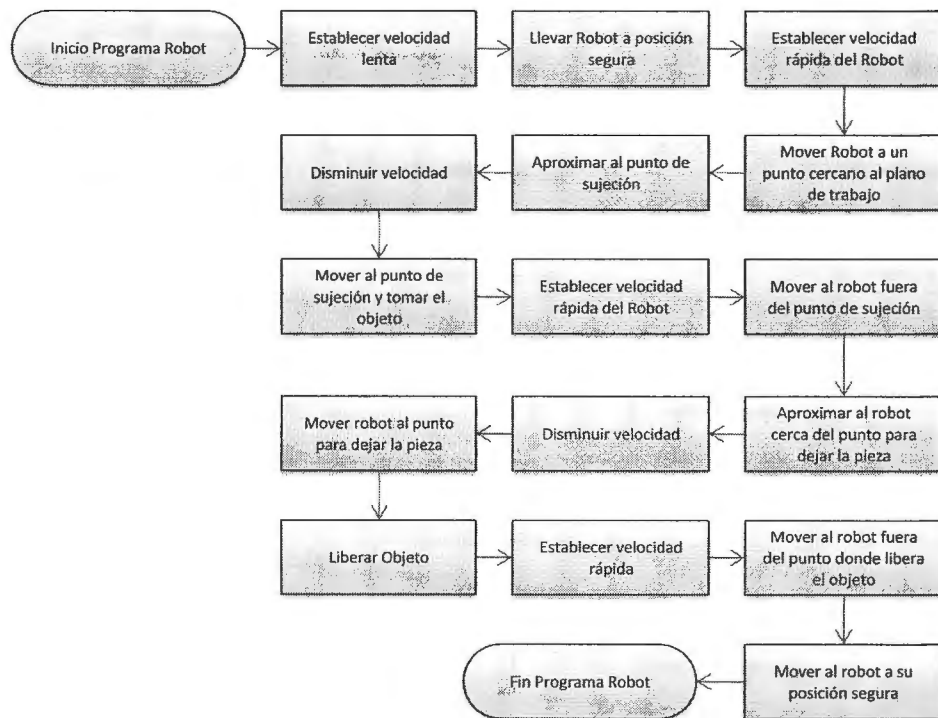 Inicio Programa Robot
Establecer velocidad
lenta
Llevar Robot a posición
segura
Establecer velocidad
rápida del Robot
Mover Robot a un
punto cercano al plano
de trabajo
Aproximar al punto de
sujeción
Disminuir velocidad
Mover al punto de
sujeción y tomar el
objeto
Establecer velocidad
rápida del Robot
Mover al robot fuera
del punto de sujeción
Aproximar al robot
cerca del punto para
dejar la pieza
Disminuir velocidad
Mover robot al punto
para dejar la pieza
Liberar Objeto
Establecer velocidad
rápida
Mover al robot fuera
del punto donde libera
el objeto
Mover al robot a su
posición segura
Fin Programa Robot